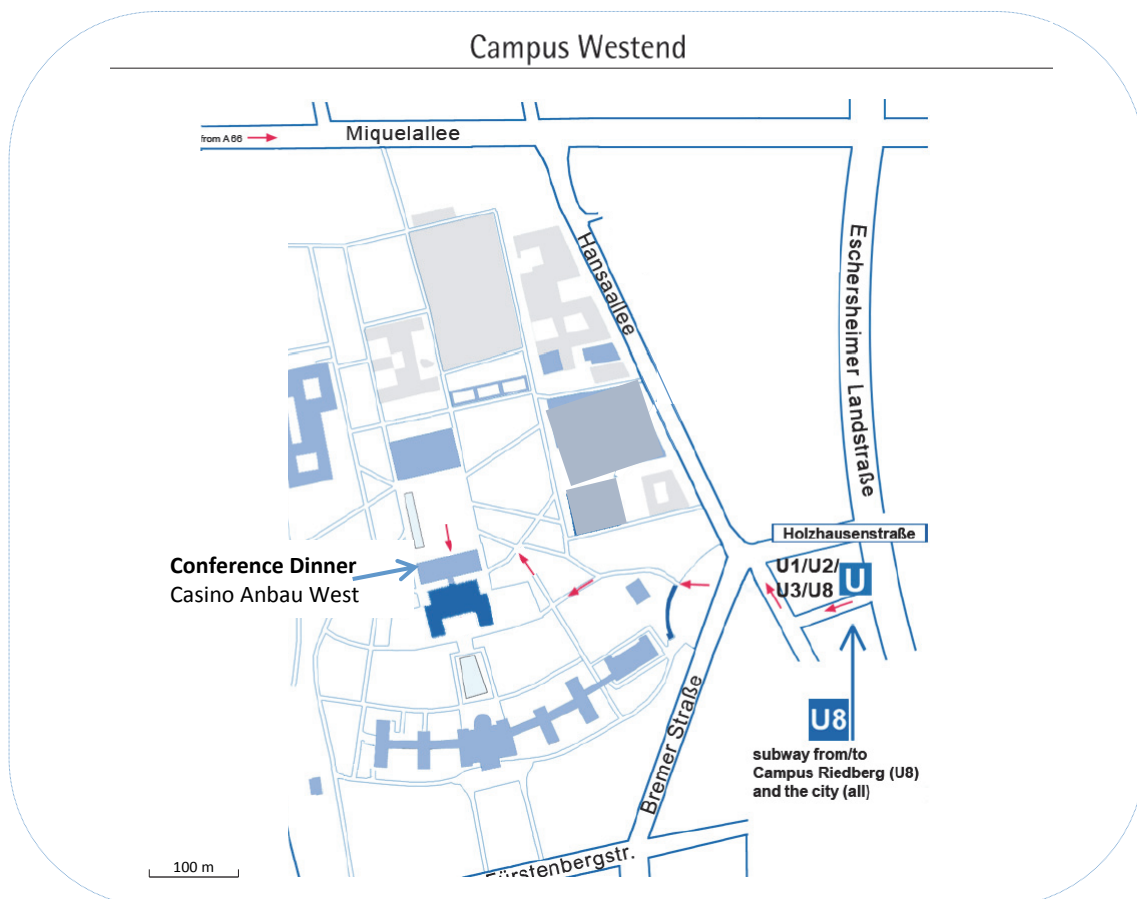 Campus Westend
from A66
Miquelallee
Hansaallee
Eschersheimer Landstraße
Holzhausenstraße
Conference Dinner
Casino Anbau West
U1/U2/
U3/U8
U
U8
subway from/to
Campus Riedberg (U8)
and the city (all)
Bremer Straße
Fürstenbergstr.
100 m